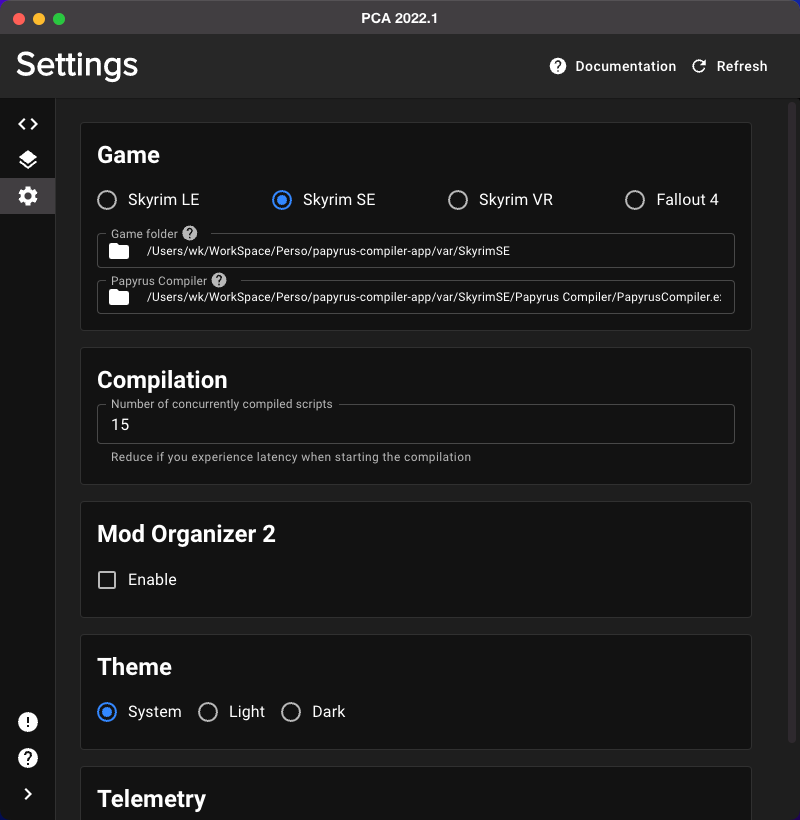 PCA 2022.1
Settings
Documentation
Refresh
Game
Skyrim LE
Skyrim SE
Skyrim VR
Fallout 4
Game folder
/Users/wk/WorkSpace/Perso/papyrus-compiler-app/var/SkyrimSE
Papyrus Compiler
/Users/wk/WorkSpace/Perso/papyrus-compiler-app/var/SkyrimSE/Papyrus Compiler/PapyrusCompiler.e
Compilation
Number of concurrently compiled scripts
15
Reduce if you experience latency when starting the compilation
Mod Organizer 2
Enable
Theme
System
Light
Dark
Telemetry